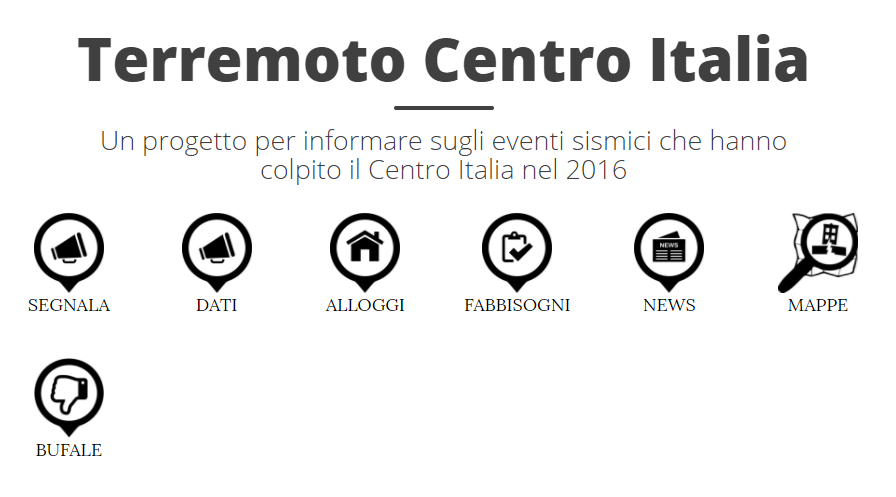 Terremoto Centro Italia
Un progetto per informare sugli eventi sismici che hanno
colpito il Centro Italia nel 2016
NEWS
SEGNALA DATI ALLOGGI FABBISOGNI NEWS MAPPE
BUFALE